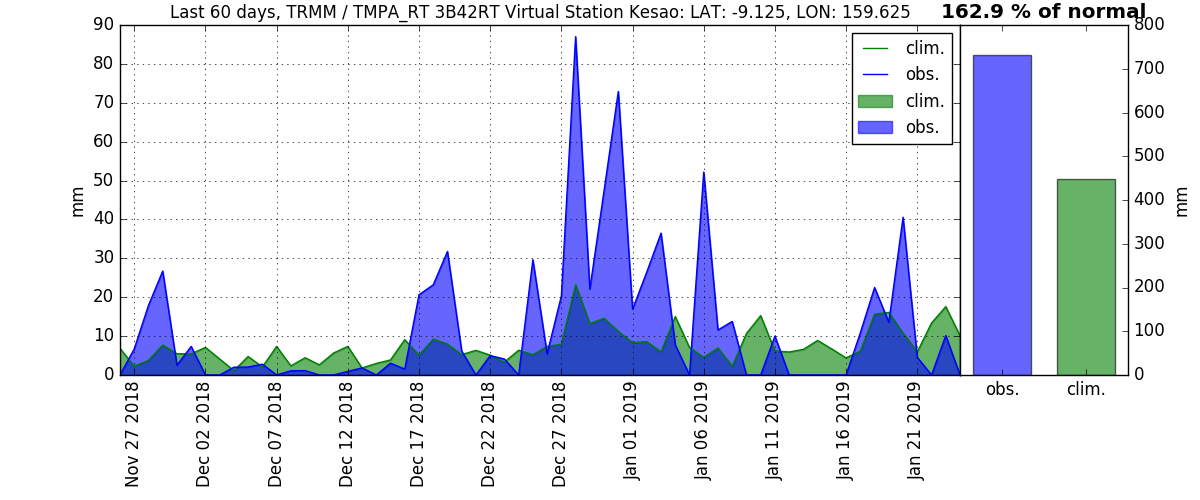 Last 60 days, TRMM / TMPA_RT 3B42RT Virtual Station Kesao: LAT: -9.125, LON: 159.625
162.9 % of normal
90
80
70
60
50
40
30
20
10
0
mm
clim.
obs.
clim.
obs.
Nov 27 2018
Dec 02 2018
Dec 07 2018
Dec 12 2018
Dec 17 2018
Dec 22 2018
Dec 27 2018
Jan 01 2019
Jan 06 2019
Jan 11 2019
Jan 16 2019
Jan 21 2019
800
700
600
500
400
300
200
100
0
mm
obs.
clim.